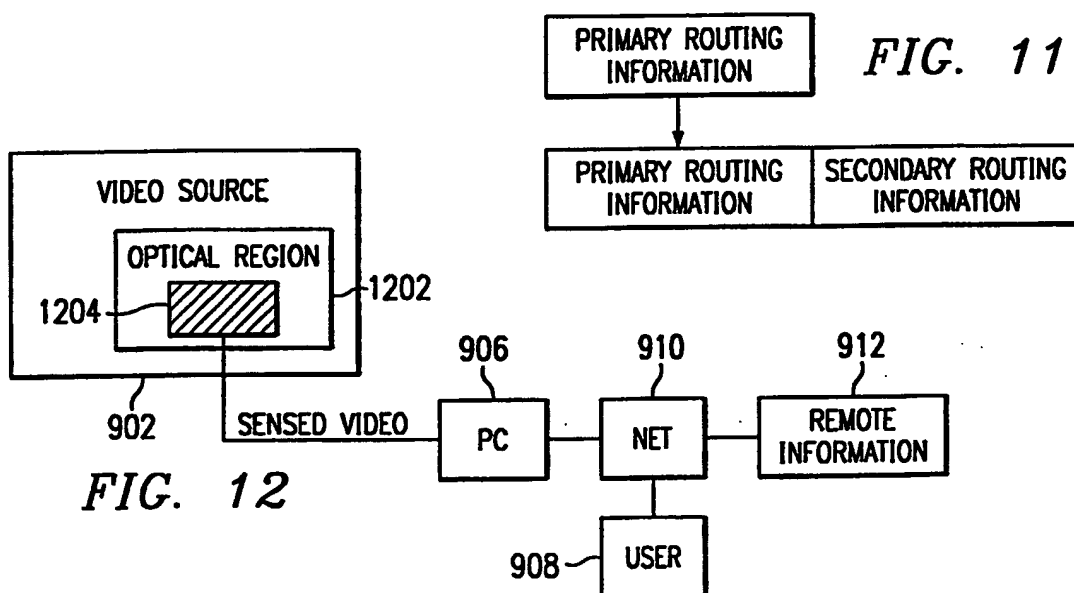 PRIMARY ROUTING
INFORMATION
FIG. 11
PRIMARY ROUTING
INFORMATION
SECONDARY ROUTING
INFORMATION
VIDEO SOURCE
OPTICAL REGION
1204
1202
902
SENSED VIDEO
906
PC
910
NET
912
REMOTE
INFORMATION
908
USER
FIG. 12